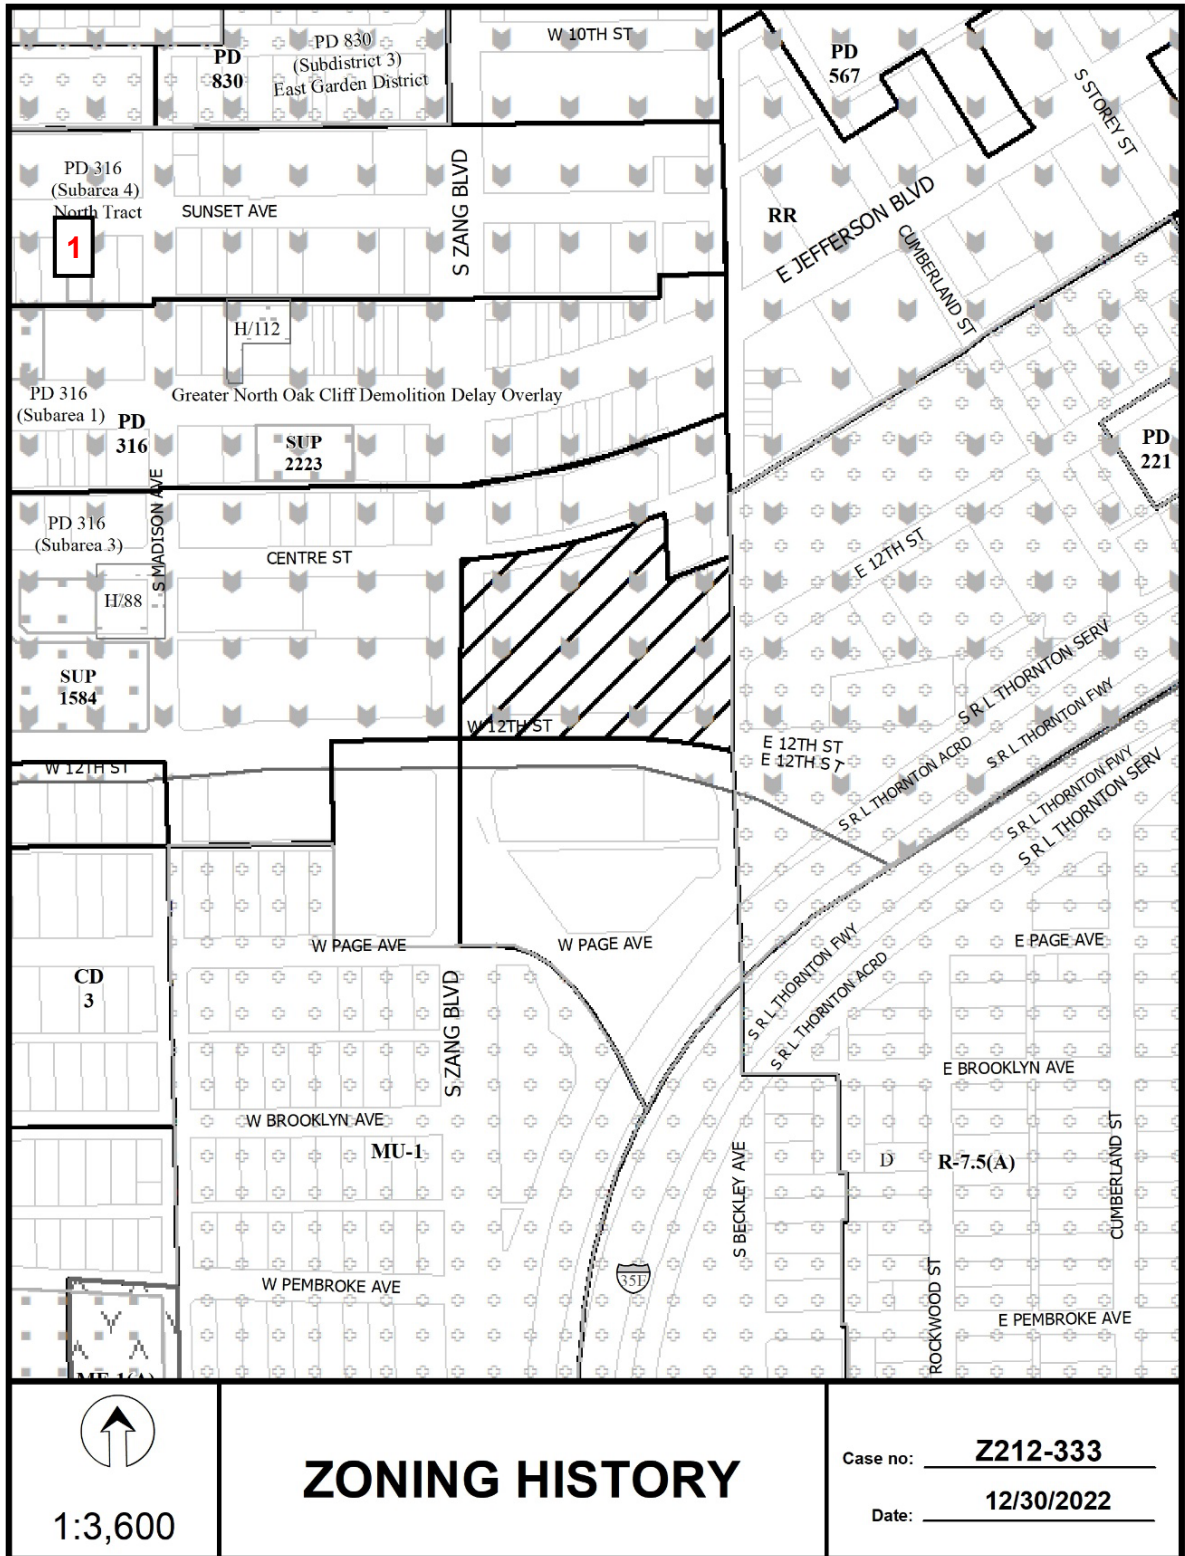 W 10TH ST
PD 830
(Subdistrict 3)
East Garden District
PD
830
PD
567
S STOREY ST
PD 316
(Subarea 4)
North Tract
SUNSET AVE
S ZANG BLVD
RR
E JEFFERSON BLVD
CUMBERLAND ST
1
H/112
PD 316
(Subarea 1)
Greater North Oak Cliff Demolition Delay Overlay
PD
316
SUP
2223
PD
221
S MADISON AVE
PD 316
(Subarea 3)
CENTRE ST
E 12TH ST
H/88
SUP
1584
S R L THORNTON SERV
S R L THORNTON FWY
W 12TH ST
E 12TH ST
E 12TH ST
W 12TH ST
S R L THORNTON ACRD
S R L THORNTON FWY
S R L THORNTON SERV
W PAGE AVE
W PAGE AVE
E PAGE AVE
CD
3
S ZANG BLVD
S R L THORNTON FWY
S R L THORNTON ACRD
E BROOKLYN AVE
W BROOKLYN AVE
MU-1
S BECKLEY AVE
D
R-7.5(A)
CUMBERLAND ST
W PEMBROKE AVE
35E
ROCKWOOD ST
E PEMBROKE AVE
1:3,600
ZONING HISTORY
Case no: Z212-333
Date: 12/30/2022